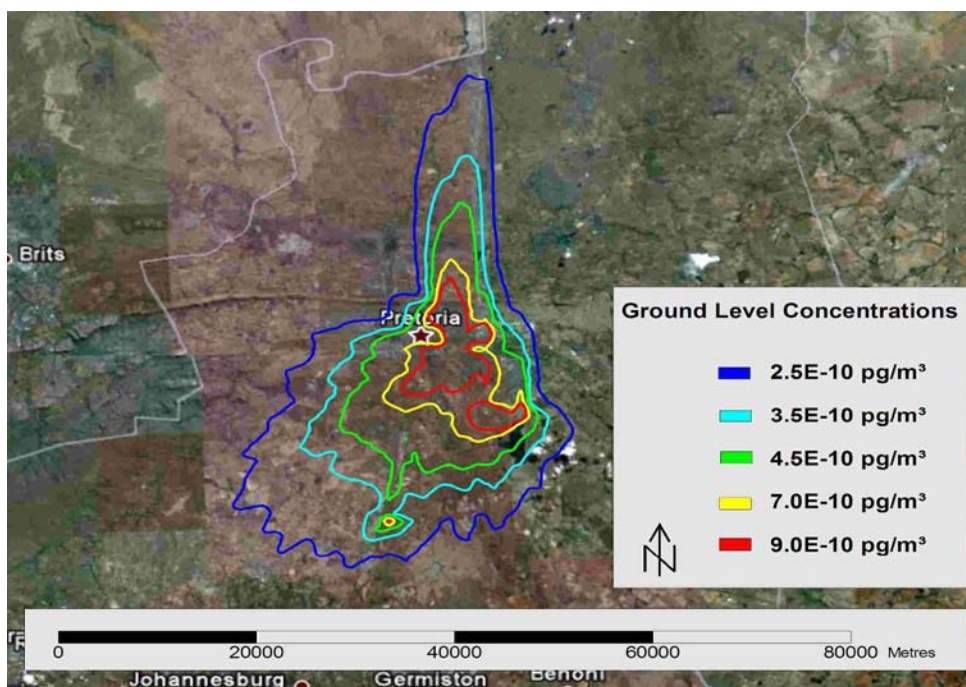 Brits
Pretoria
Ground Level Concentrations
2.5E-10 pg/m³
3.5E-10 pg/m³
4.5E-10 pg/m³
7.0E-10 pg/m³
9.0E-10 pg/m³
N
0 20000 40000 60000 80000 Metres
Johannesburg Germiston Benoni